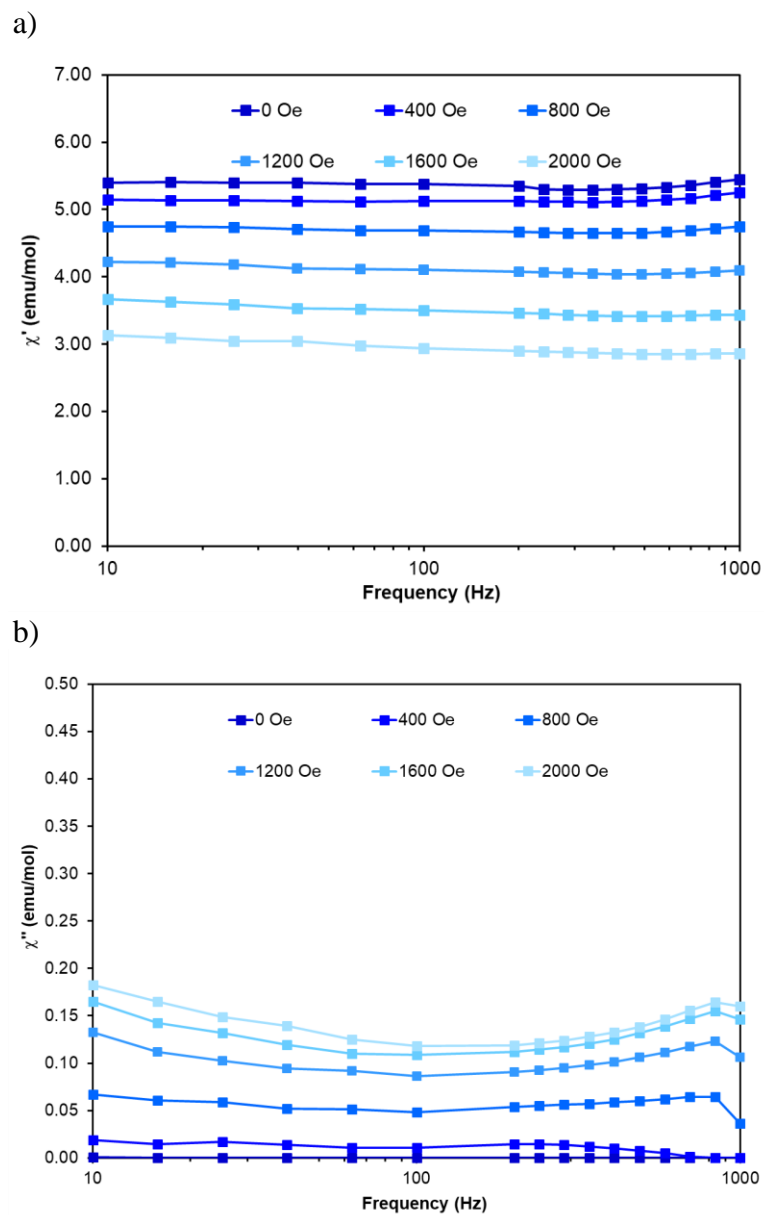 a)
7.00
0 Oe 400 Oe 800 Oe
6.00
1200 Oe 1600 Oe 2000 Oe
5.00
4.00
3.00
2.00
1.00
0.00
χ' (emu/mol)
10 100 1000
Frequency (Hz)
b)
0.50
0 Oe 400 Oe 800 Oe
0.45
1200 Oe 1600 Oe 2000 Oe
0.40
0.35
0.30
0.25
0.20
0.15
0.10
0.05
0.00
χ" (emu/mol)
10 100 1000
Frequency (Hz)